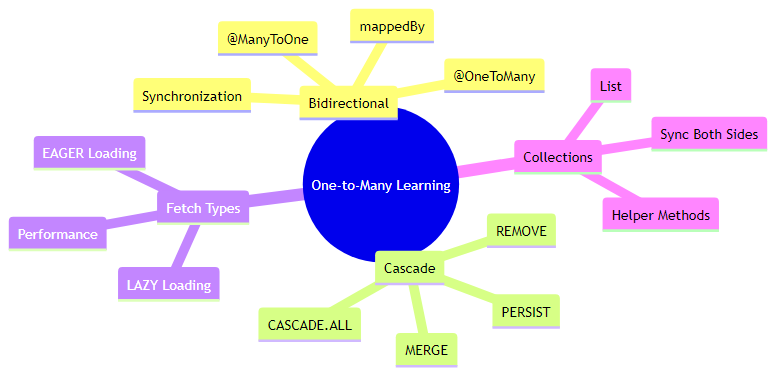 One-to-Many Learning
Bidirectional
@OneToMany
mappedBy
@ManyToOne
Synchronization
Cascade
CASCADE.ALL
MERGE
PERSIST
REMOVE
Fetch Types
EAGER Loading
Performance
LAZY Loading
Collections
List
Sync Both Sides
Helper Methods